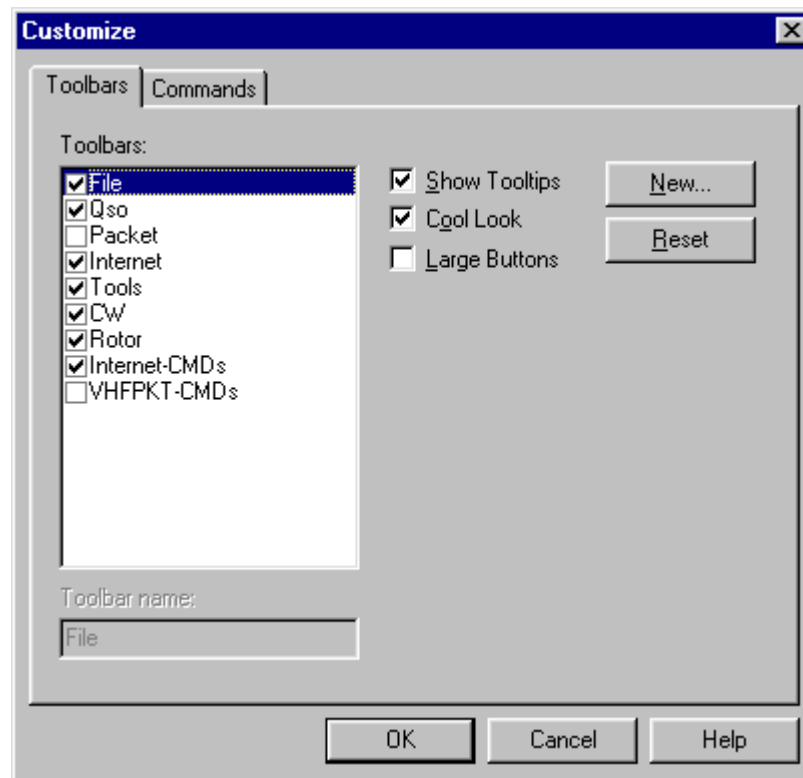 Customize
Toolbars
Commands
Toolbars:
File
Qso
Packet
Internet
Tools
CW
Rotor
Internet-CMDs
VHFPKT-CMDs
Show Tooltips
Cool Look
Large Buttons
New...
Reset
Toolbar name:
File
OK
Cancel
Help